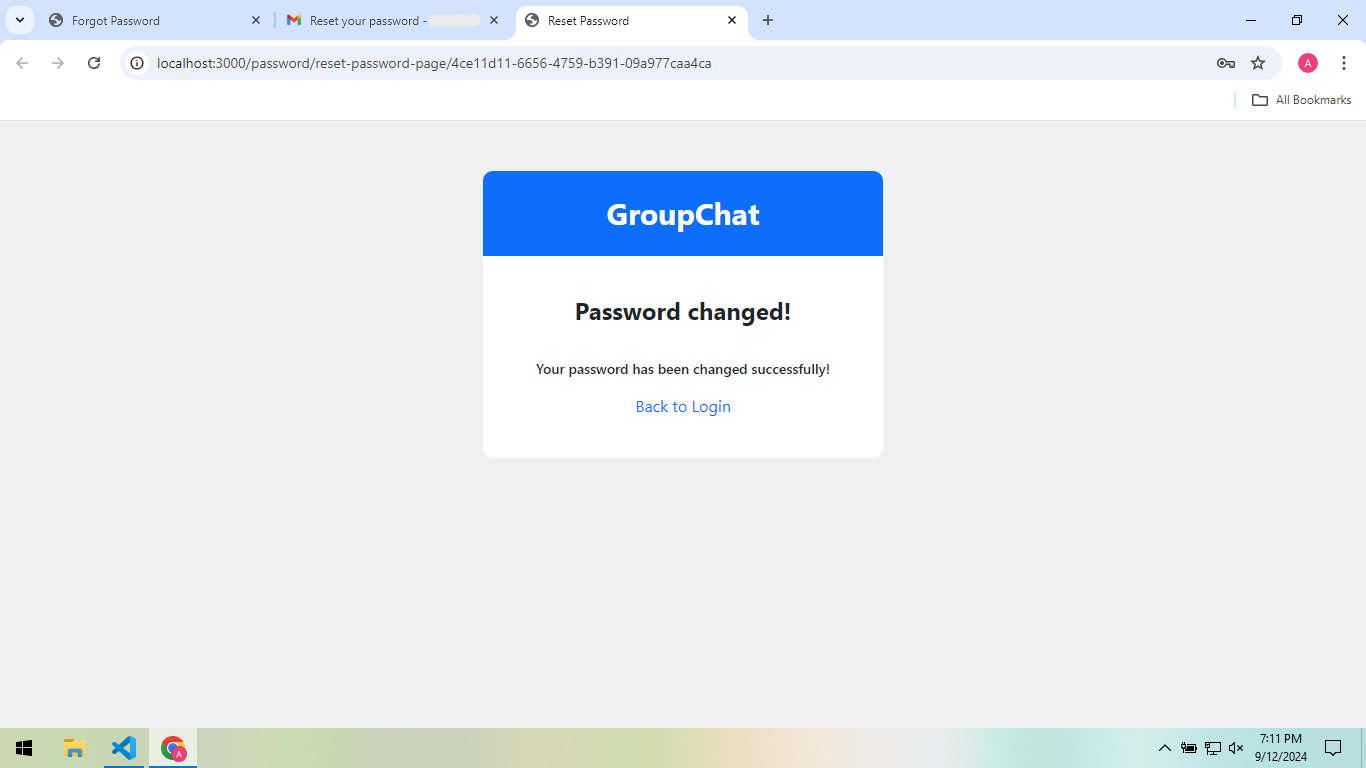 Forgot Password
Reset your password -
Reset Password
localhost:3000/password/reset-password-page/4ce11d11-6656-4759-b391-09a977caa4ca
A
All Bookmarks
GroupChat
Password changed!
Your password has been changed successfully!
Back to Login
A
7:11 PM
9/12/2024